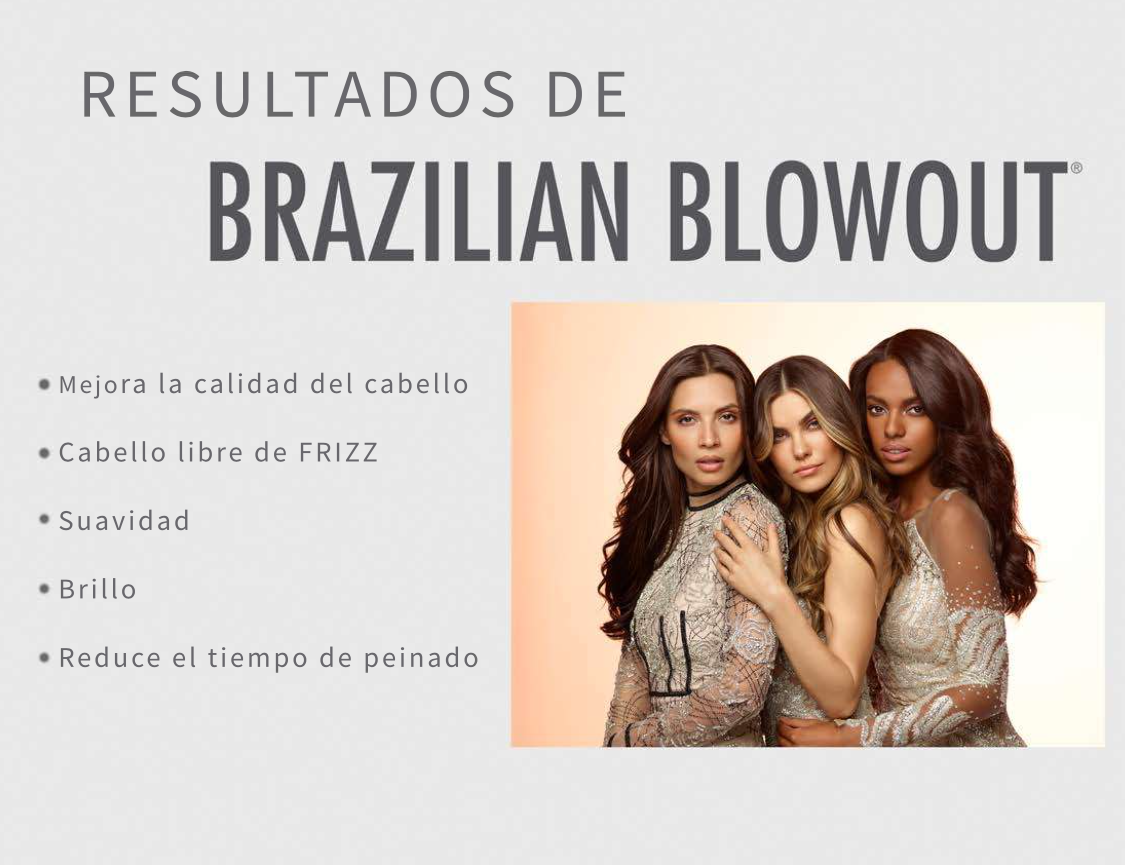 RESULTADOS DE
BRAZILIAN BLOWOUT®
• Mejora la calidad del cabello
• Cabello libre de FRIZZ
• Suavidad
• Brillo
• Reduce el tiempo de peinado